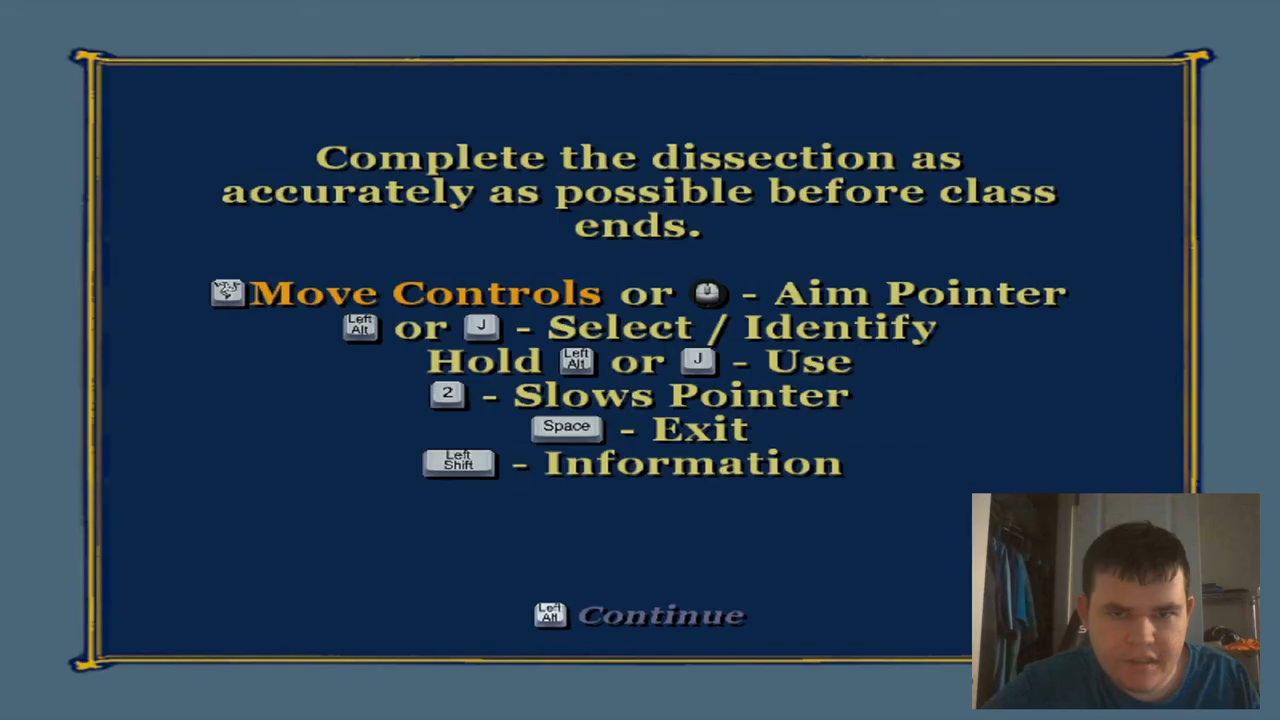 Complete the dissection as
accurately as possible before class
ends.
Move Controls or - Aim Pointer
Left Alt or J - Select / Identify
Hold Left Alt or J - Use
2 - Slows Pointer
Space - Exit
Left Shift - Information
Left Alt Continue